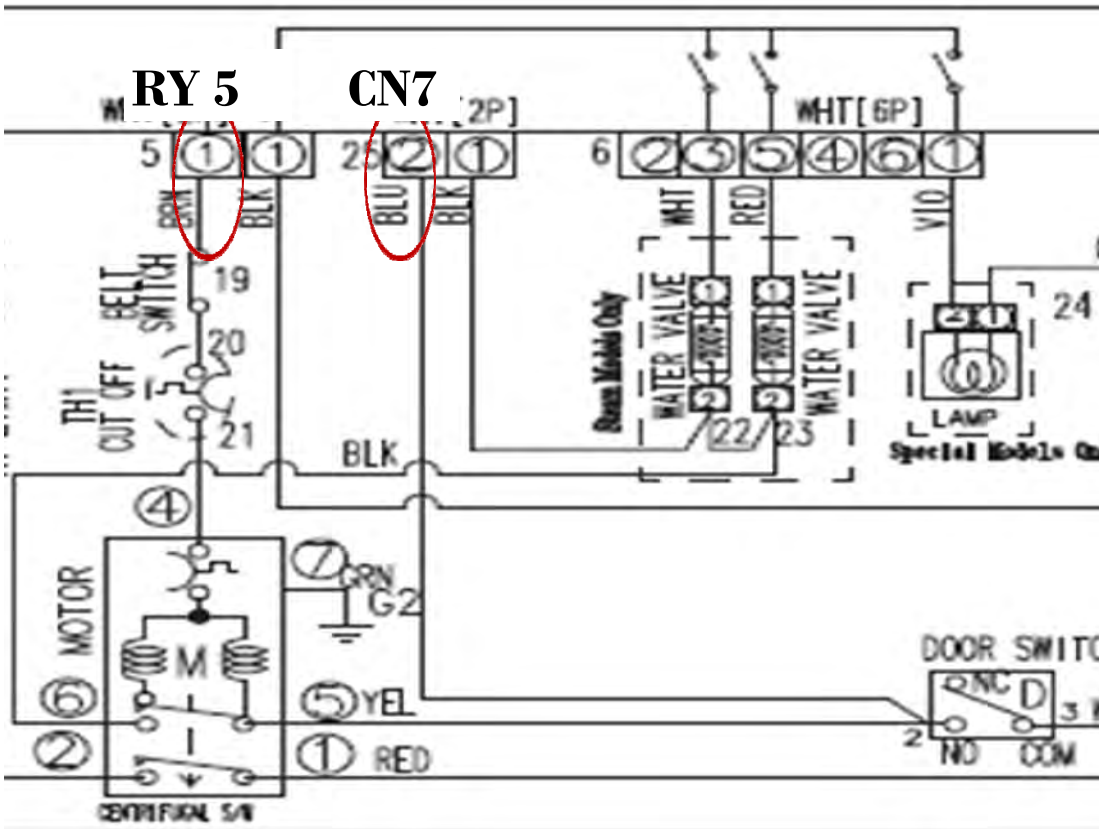 RY 5 CN7
[2P] WHT[6P]
5 1 1 25 2 1 6 2 3 5 4 6 1
BRN BLK BLU BLK WHT RED VIO
BELT SWITCH 19
20
TH1 CUT OFF
21
Steam Models Only
WATER VALVE 1 1 WATER VALVE
2 2
22 23
2 1 24
LAMP
Special Models On
BLK
4
7 GRN
G2
MOTOR
M
6 5 YEL
2 1 RED
CENTRIFUGAL S/W
DOOR SWITC
NC D
3
2 NO COM